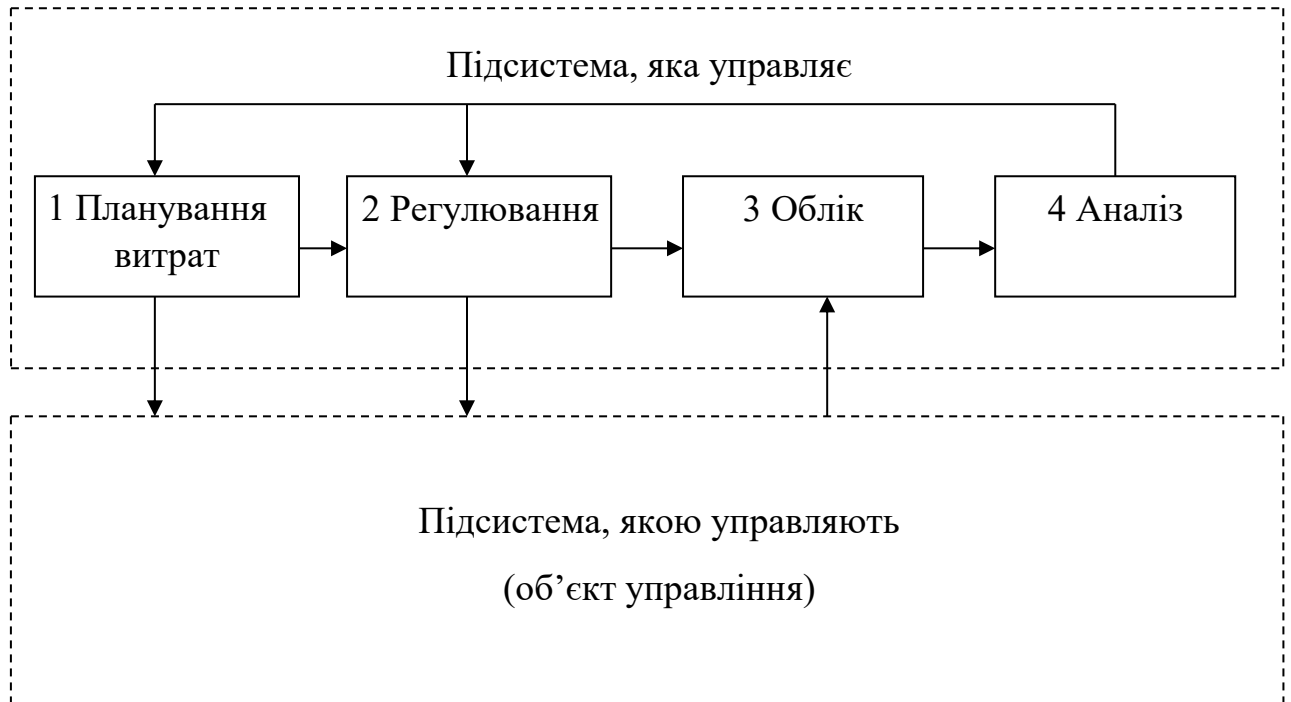 Підсистема, яка управляє
1 Планування
витрат
2 Регулювання
3 Облік
4 Аналіз
Підсистема, якою управляють
(об’єкт управління)